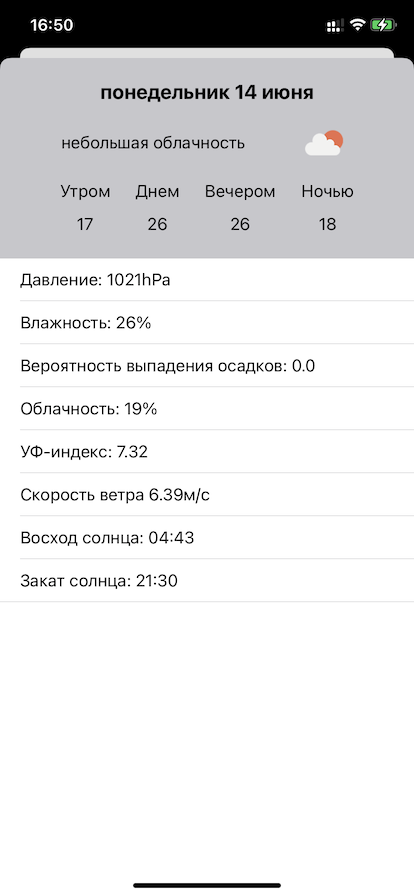 16:50
понедельник 14 июня
небольшая облачность
Утром Днем Вечером Ночью
17 26 26 18
Давление: 1021hPa
Влажность: 26%
Вероятность выпадения осадков: 0.0
Облачность: 19%
УФ-индекс: 7.32
Скорость ветра 6.39м/с
Восход солнца: 04:43
Закат солнца: 21:30